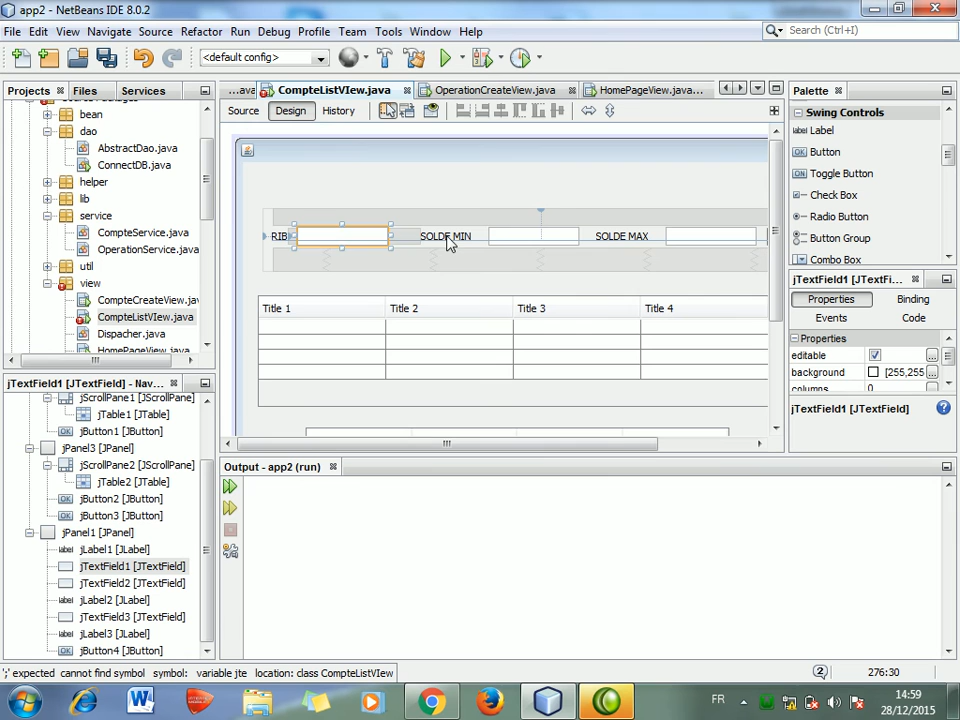 app2 - NetBeans IDE 8.0.2
File Edit View Navigate Source Refactor Run Debug Profile Team Tools Window Help
Search (Ctrl+I)
<default config>
Projects Files Services
...ava CompteListVIew.java OperationCreateView.java HomePageView.java...
Palette
Source Design History
bean
dao
AbstractDao.java
ConnectDB.java
helper
lib
service
CompteService.java
OperationService.java
util
view
CompteCreateView.java
CompteListVIew.java
Dispacher.java
HomePageView.java
RIB SOLDE MIN SOLDE MAX
Title 1 Title 2 Title 3 Title 4
Swing Controls
Label
Button
Toggle Button
Check Box
Radio Button
Button Group
Combo Box
jTextField1 [JTextFi...
Properties Binding
Events Code
Properties
editable
background [255,255
columns 0
jTextField1 [JTextField]
jTextField1 [JTextField] - Nav...
jScrollPane1 [JScrollPane]
jTable1 [JTable]
jButton1 [JButton]
jPanel3 [JPanel]
jScrollPane2 [JScrollPane]
jTable2 [JTable]
jButton2 [JButton]
jButton3 [JButton]
jPanel1 [JPanel]
jLabel1 [JLabel]
jTextField1 [JTextField]
jTextField2 [JTextField]
jLabel2 [JLabel]
jTextField3 [JTextField]
jLabel3 [JLabel]
jButton4 [JButton]
Output - app2 (run)
';' expected cannot find symbol symbol: variable jte location: class CompteListVIew
276:30
FR
14:59
28/12/2015